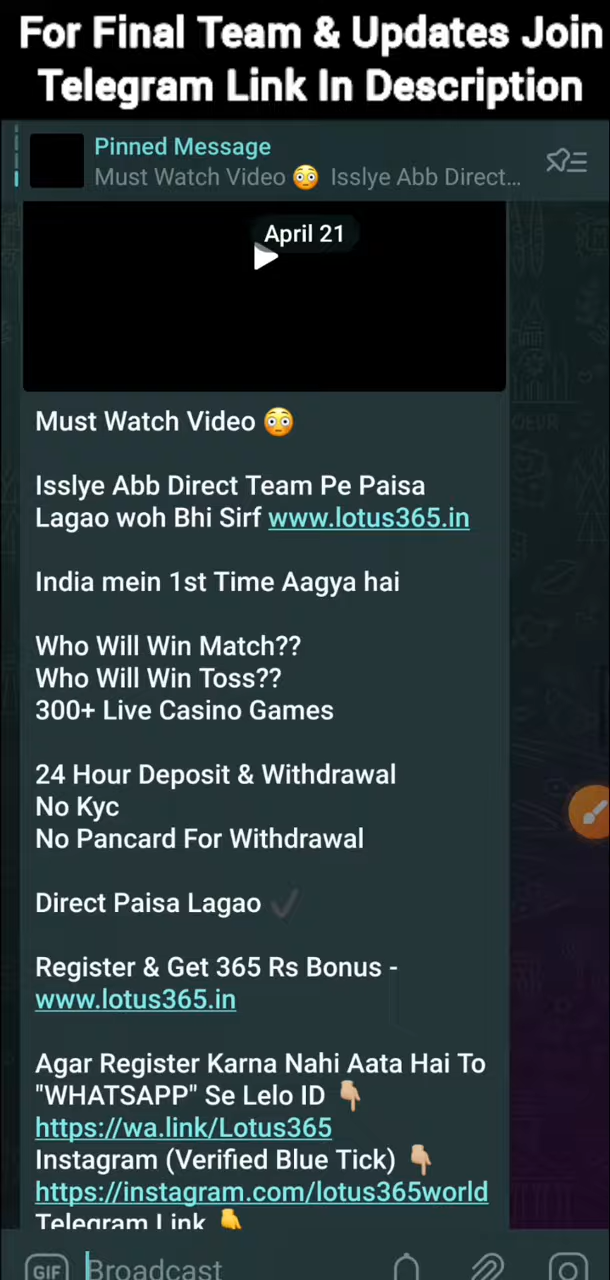 For Final Team & Updates Join
Telegram Link In Description
Pinned Message
Must Watch Video 😳 Isslye Abb Direct...
April 21
Must Watch Video 😳
Isslye Abb Direct Team Pe Paisa
Lagao woh Bhi Sirf www.lotus365.in
India mein 1st Time Aagya hai
Who Will Win Match??
Who Will Win Toss??
300+ Live Casino Games
24 Hour Deposit & Withdrawal
No Kyc
No Pancard For Withdrawal
Direct Paisa Lagao ✔️
Register & Get 365 Rs Bonus -
www.lotus365.in
Agar Register Karna Nahi Aata Hai To
"WHATSAPP" Se Lelo ID 👇🏼
https://wa.link/Lotus365
Instagram (Verified Blue Tick) 👇🏼
https://instagram.com/lotus365world
Telegram Link 👇
GIF Broadcast